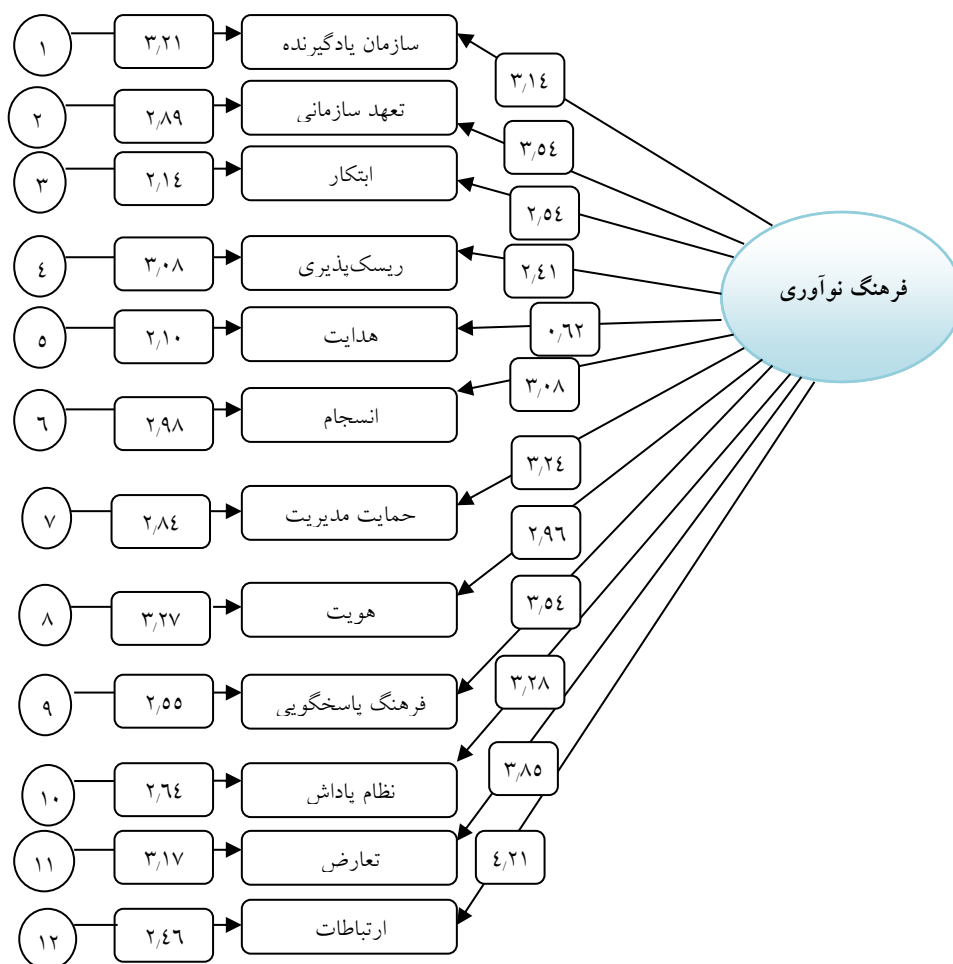 ۱
۳٫۲۱
سازمان یادگیرنده
۳٫۱٤
۲
۲٫۸۹
تعهد سازمانی
۳٫٥٤
۳
۲٫۱٤
ابتکار
۲٫٥٤
٤
۳٫۰۸
ریسک‌پذیری
۲٫٤۱
فرهنگ نوآوری
٥
۲٫۱۰
هدایت
۰٫٦۲
٦
۲٫۹۸
انسجام
۳٫۰۸
۷
۲٫۸٤
حمایت مدیریت
۳٫۲٤
۸
۳٫۲۷
هویت
۲٫۹٦
۹
۲٫٥٥
فرهنگ پاسخگویی
۳٫٥٤
۱۰
۲٫٦٤
نظام پاداش
۳٫۲۸
۱۱
۳٫۱۷
تعارض
۳٫۸٥
۱۲
۲٫٤٦
ارتباطات
٤٫۲۱